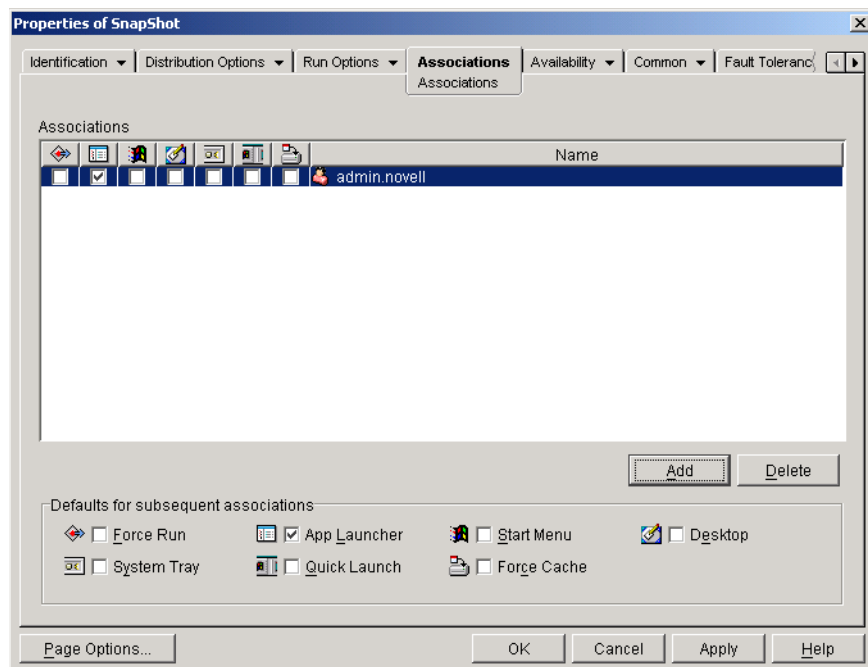 Properties of SnapShot
Identification Distribution Options Run Options Associations Availability Common Fault Toleranc
Associations
Associations
Name
admin.novell
Add Delete
Defaults for subsequent associations
Force Run App Launcher Start Menu Desktop
System Tray Quick Launch Force Cache
Page Options... OK Cancel Apply Help